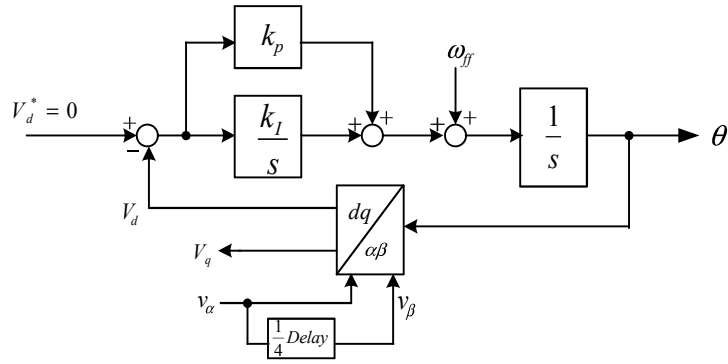 k_p
ω_ff
V_d^* = 0
+
−
k_I
s
+
+
+
+
1
s
θ
V_d
dq
αβ
V_q
v_α
v_β
1/4 Delay